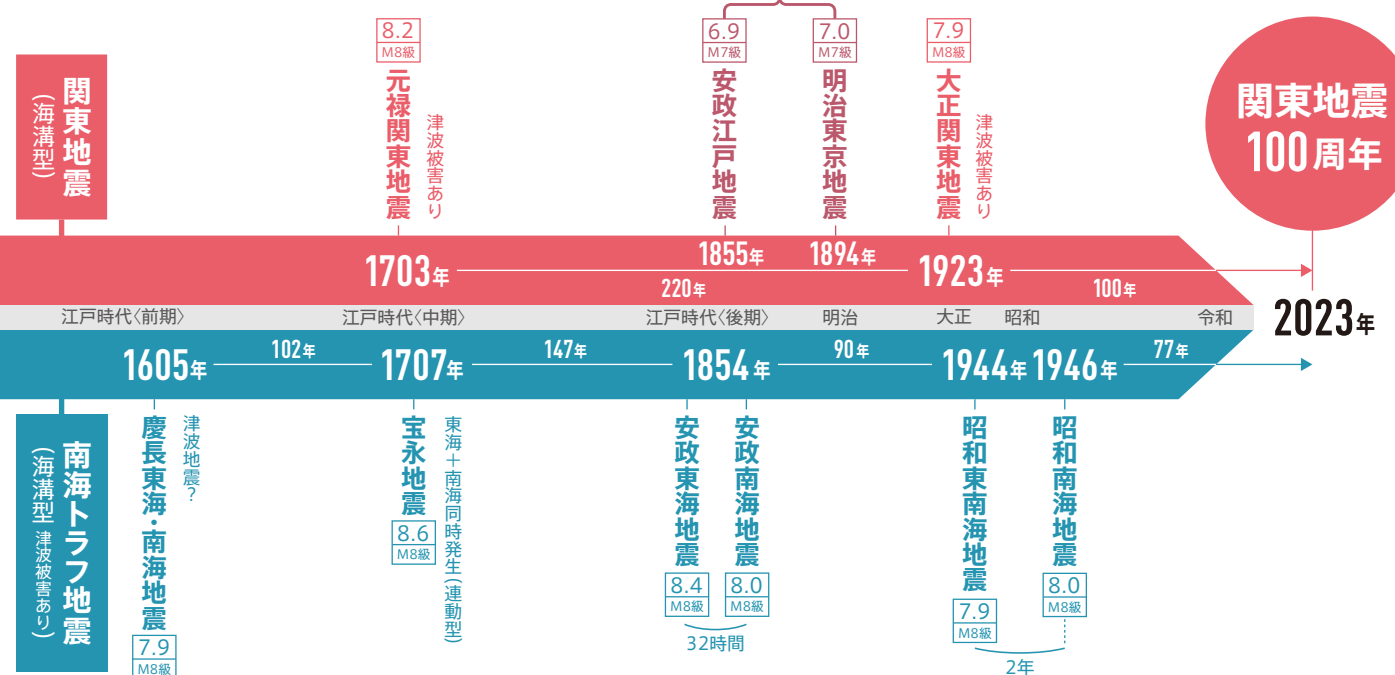 関東地震
(海溝型)
8.2
M8級
元禄関東地震
津波被害あり
6.9
M7級
安政江戸地震
7.0
M7級
明治東京地震
7.9
M8級
大正関東地震
津波被害あり
関東地震
100周年
1703年
220年
1855年
1894年
1923年
100年
江戸時代〈前期〉
江戸時代〈中期〉
江戸時代〈後期〉
明治
大正
昭和
令和
2023年
1605年
102年
1707年
147年
1854年
90年
1944年
1946年
77年
南海トラフ地震
(海溝型 津波被害あり)
慶長東海・南海地震
津波地震?
7.9
M8級
宝永地震
8.6
M8級
東海+南海同時発生(連動型)
安政東海地震
8.4
M8級
安政南海地震
8.0
M8級
32時間
昭和東南海地震
7.9
M8級
昭和南海地震
8.0
M8級
2年